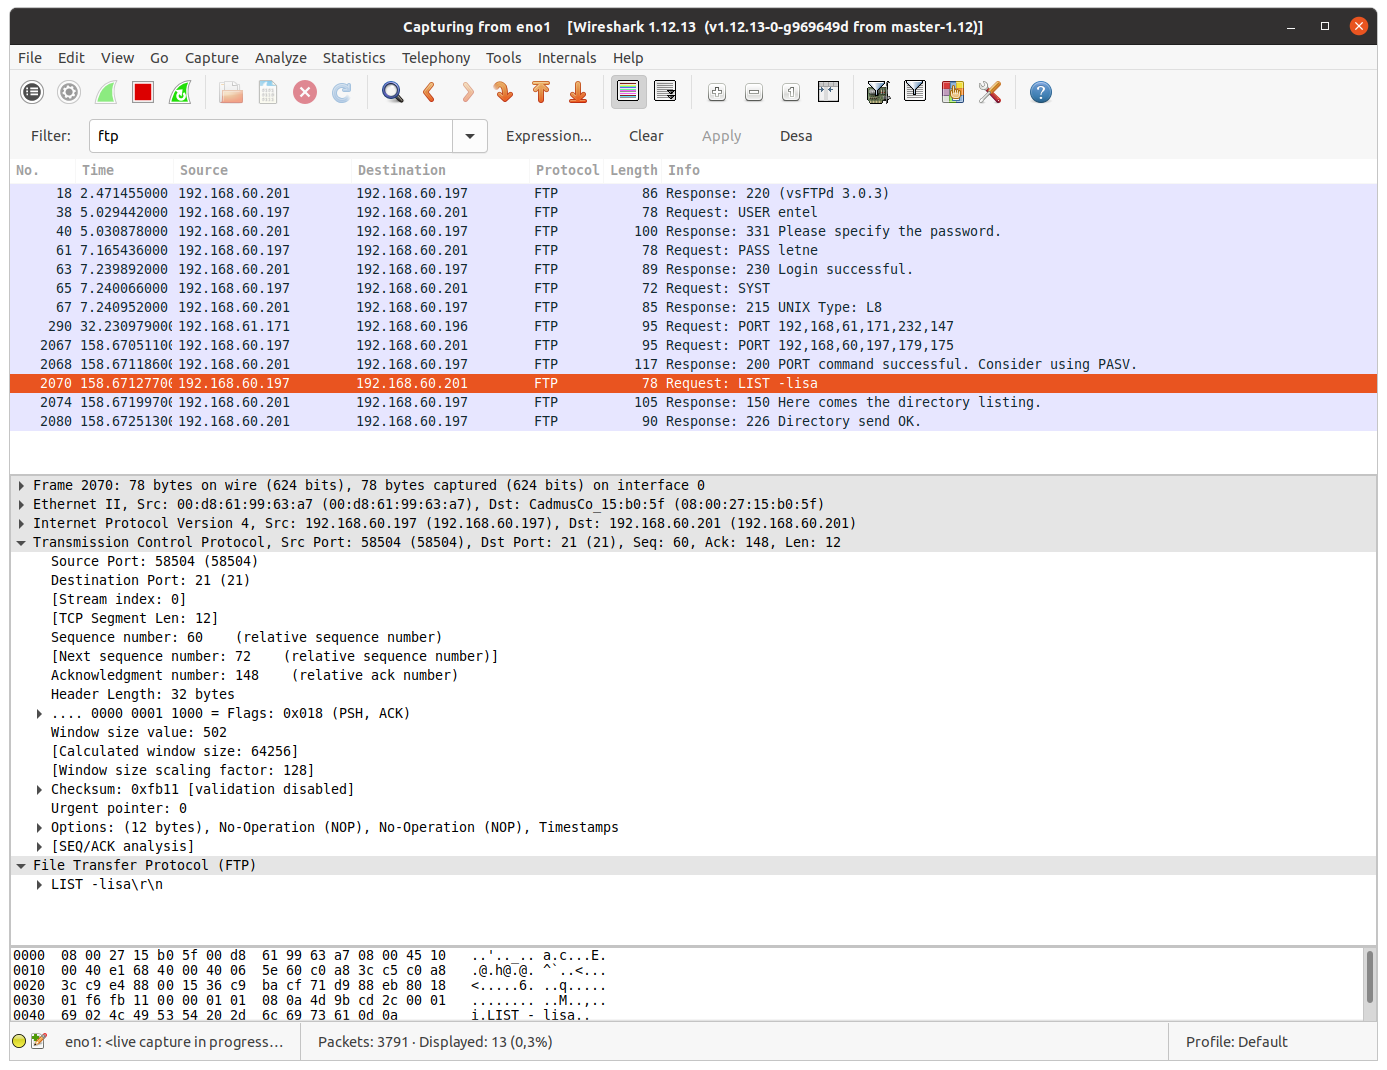 Capturing from eno1 [Wireshark 1.12.13 (v1.12.13-0-g969649d from master-1.12)]
File Edit View Go Capture Analyze Statistics Telephony Tools Internals Help
Filter: ftp Expression... Clear Apply Desa
No. Time Source Destination Protocol Length Info
18 2.471455000 192.168.60.201 192.168.60.197 FTP 86 Response: 220 (vsFTPd 3.0.3)
38 5.029442000 192.168.60.197 192.168.60.201 FTP 78 Request: USER entel
40 5.030878000 192.168.60.201 192.168.60.197 FTP 100 Response: 331 Please specify the password.
61 7.165436000 192.168.60.197 192.168.60.201 FTP 78 Request: PASS letne
63 7.239892000 192.168.60.201 192.168.60.197 FTP 89 Response: 230 Login successful.
65 7.240066000 192.168.60.197 192.168.60.201 FTP 72 Request: SYST
67 7.240952000 192.168.60.201 192.168.60.197 FTP 85 Response: 215 UNIX Type: L8
290 32.23097900 192.168.61.171 192.168.60.196 FTP 95 Request: PORT 192,168,61,171,232,147
2067 158.6705110 192.168.60.197 192.168.60.201 FTP 95 Request: PORT 192,168,60,197,179,175
2068 158.6711860 192.168.60.201 192.168.60.197 FTP 117 Response: 200 PORT command successful. Consider using PASV.
2070 158.6712770 192.168.60.197 192.168.60.201 FTP 78 Request: LIST -lisa
2074 158.6719970 192.168.60.201 192.168.60.197 FTP 105 Response: 150 Here comes the directory listing.
2080 158.6725130 192.168.60.201 192.168.60.197 FTP 90 Response: 226 Directory send OK.
Frame 2070: 78 bytes on wire (624 bits), 78 bytes captured (624 bits) on interface 0
Ethernet II, Src: 00:d8:61:99:63:a7 (00:d8:61:99:63:a7), Dst: CadmusCo_15:b0:5f (08:00:27:15:b0:5f)
Internet Protocol Version 4, Src: 192.168.60.197 (192.168.60.197), Dst: 192.168.60.201 (192.168.60.201)
Transmission Control Protocol, Src Port: 58504 (58504), Dst Port: 21 (21), Seq: 60, Ack: 148, Len: 12
Source Port: 58504 (58504)
Destination Port: 21 (21)
[Stream index: 0]
[TCP Segment Len: 12]
Sequence number: 60 (relative sequence number)
[Next sequence number: 72 (relative sequence number)]
Acknowledgment number: 148 (relative ack number)
Header Length: 32 bytes
.... 0000 0001 1000 = Flags: 0x018 (PSH, ACK)
Window size value: 502
[Calculated window size: 64256]
[Window size scaling factor: 128]
Checksum: 0xfb11 [validation disabled]
Urgent pointer: 0
Options: (12 bytes), No-Operation (NOP), No-Operation (NOP), Timestamps
[SEQ/ACK analysis]
File Transfer Protocol (FTP)
LIST -lisa\r\n
0000 08 00 27 15 b0 5f 00 d8 61 99 63 a7 08 00 45 10 ..'.._.. a.c...E.
0010 00 40 e1 68 40 00 40 06 5e 60 c0 a8 3c c5 c0 a8 .@.h@.@. ^`..<...
0020 3c c9 e4 88 00 15 36 c9 ba cf 71 d9 88 eb 80 18 <.....6. ..q.....
0030 01 f6 fb 11 00 00 01 01 08 0a 4d 9b cd 2c 00 01 ........ ..M..,..
0040 69 02 4c 49 53 54 20 2d 6c 69 73 61 0d 0a i.LIST - lisa..
eno1: <live capture in progress... Packets: 3791 · Displayed: 13 (0,3%) Profile: Default